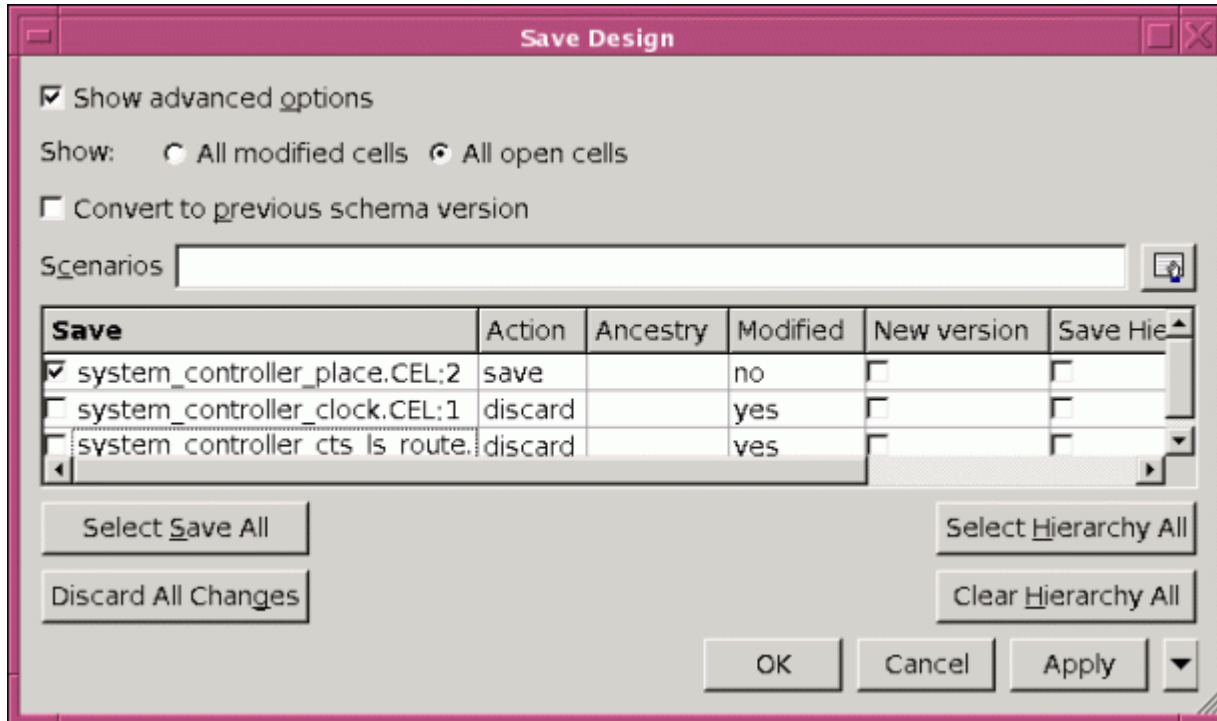 Save Design
Show advanced options
Show: All modified cells All open cells
Convert to previous schema version
Scenarios
Save Action Ancestry Modified New version Save Hie
system_controller_place.CEL;2 save no
system_controller_clock.CEL;1 discard yes
system_controller_cts_ls_route. discard yes
Select Save All Select Hierarchy All
Discard All Changes Clear Hierarchy All
OK Cancel Apply